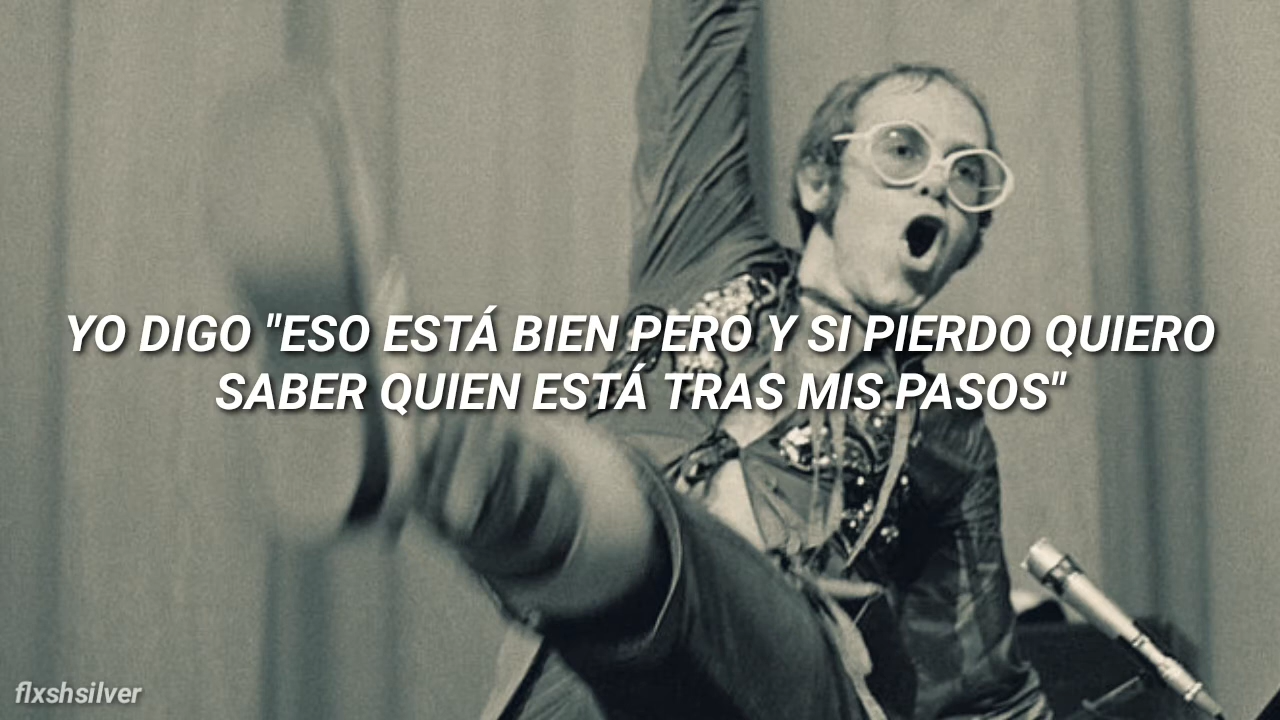 YO DIGO "ESO ESTÁ BIEN PERO Y SI PIERDO QUIERO
SABER QUIEN ESTÁ TRAS MIS PASOS"
flxshsilver